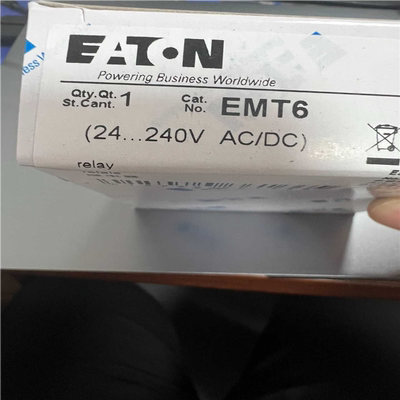 EATON
Powering Business Worldwide
Qty.Qt. 1 Cat. EMT6
St.Cant. No.
(24...240V AC/DC)
relay